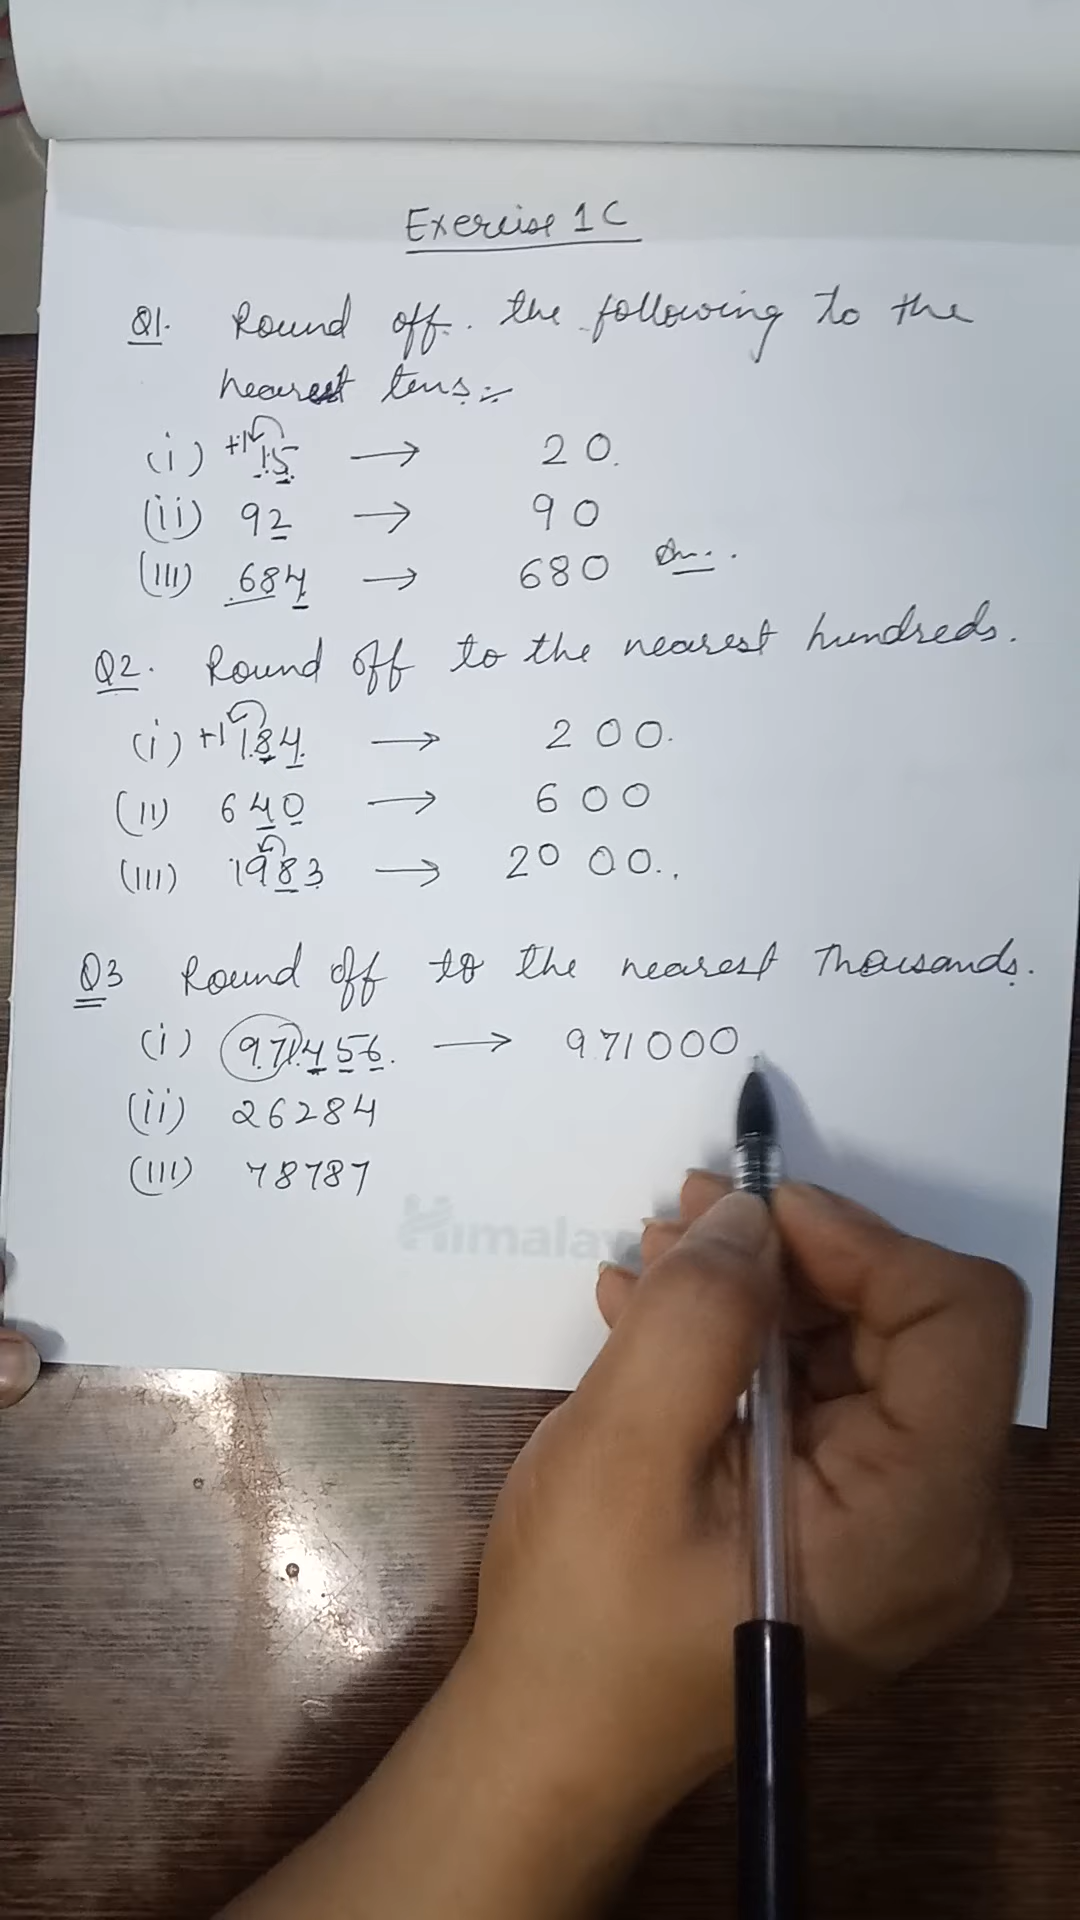 Exercise 1C
Q1. Round off. the following to the
nearest tens:-
(i) +1 15 → 20.
(ii) 92 → 90
(III) 684 → 680 Ans..
Q2. Round off to the nearest hundreds.
(i) +1 184 → 200.
(II) 640 → 600
(III) 1983 → 2000..
Q3 Round off to the nearest Thousands.
(i) 971456. → 971000
(ii) 26284
(III) 78787